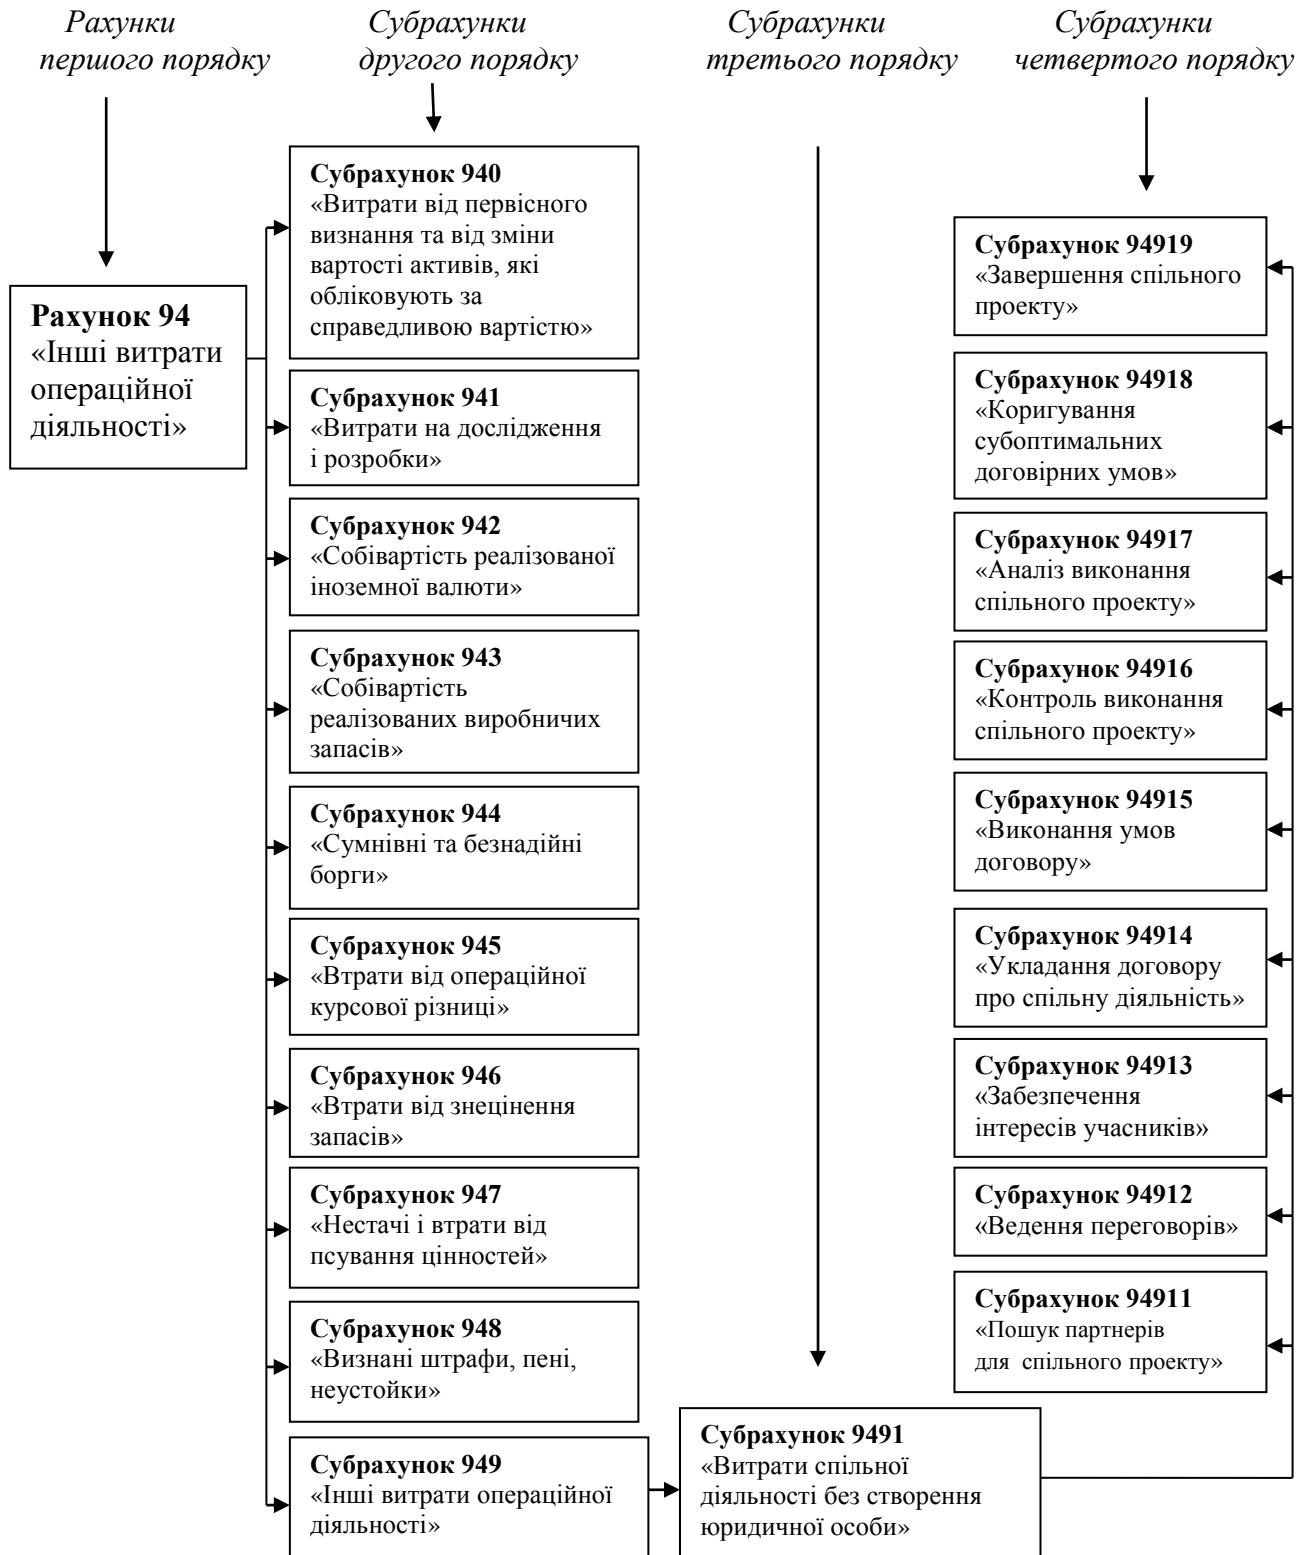 Рахунки
першого порядку
Субрахунки
другого порядку
Субрахунки
третього порядку
Субрахунки
четвертого порядку
Рахунок 94
«Інші витрати
операційної
діяльності»
Субрахунок 940
«Витрати від первісного
визнання та від зміни
вартості активів, які
обліковують за
справедливою вартістю»
Субрахунок 941
«Витрати на дослідження
і розробки»
Субрахунок 942
«Собівартість реалізованої
іноземної валюти»
Субрахунок 943
«Собівартість
реалізованих виробничих
запасів»
Субрахунок 944
«Сумнівні та безнадійні
борги»
Субрахунок 945
«Втрати від операційної
курсової різниці»
Субрахунок 946
«Втрати від знецінення
запасів»
Субрахунок 947
«Нестачі і втрати від
псування цінностей»
Субрахунок 948
«Визнані штрафи, пені,
неустойки»
Субрахунок 949
«Інші витрати операційної
діяльності»
Субрахунок 9491
«Витрати спільної
діяльності без створення
юридичної особи»
Субрахунок 94919
«Завершення спільного
проекту»
Субрахунок 94918
«Коригування
субоптимальних
договірних умов»
Субрахунок 94917
«Аналіз виконання
спільного проекту»
Субрахунок 94916
«Контроль виконання
спільного проекту»
Субрахунок 94915
«Виконання умов
договору»
Субрахунок 94914
«Укладання договору
про спільну діяльність»
Субрахунок 94913
«Забезпечення
інтересів учасників»
Субрахунок 94912
«Ведення переговорів»
Субрахунок 94911
«Пошук партнерів
для спільного проекту»